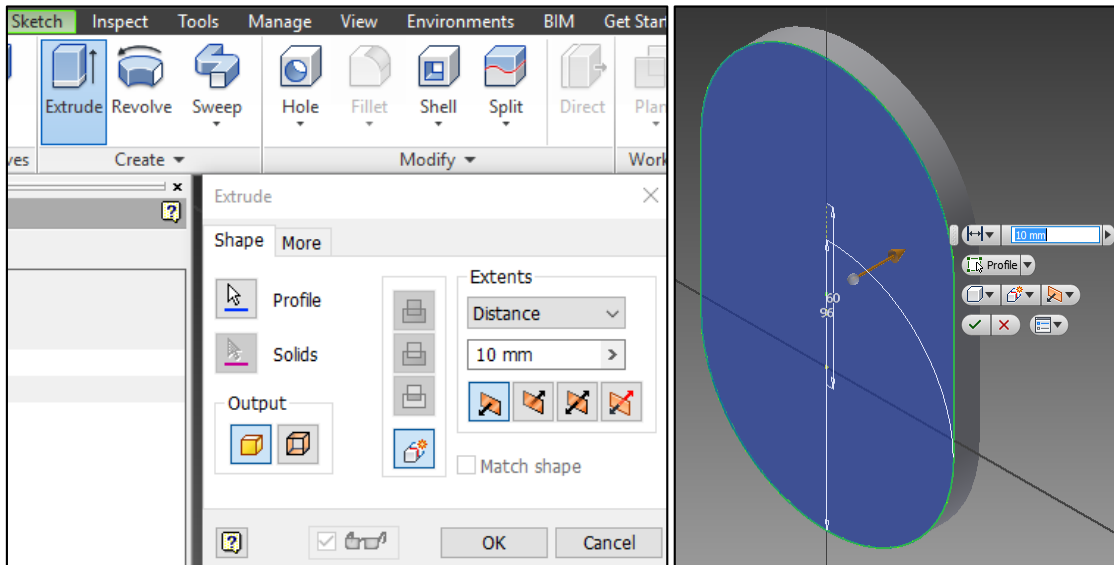 Sketch Inspect Tools Manage View Environments BIM Get Star
Extrude Revolve Sweep Hole Fillet Shell Split Direct Plan
ves Create Modify Work
Extrude
Shape More
Profile
Solids
Output
Extents
Distance
10 mm
Match shape
OK Cancel
10 mm
Profile
60
96